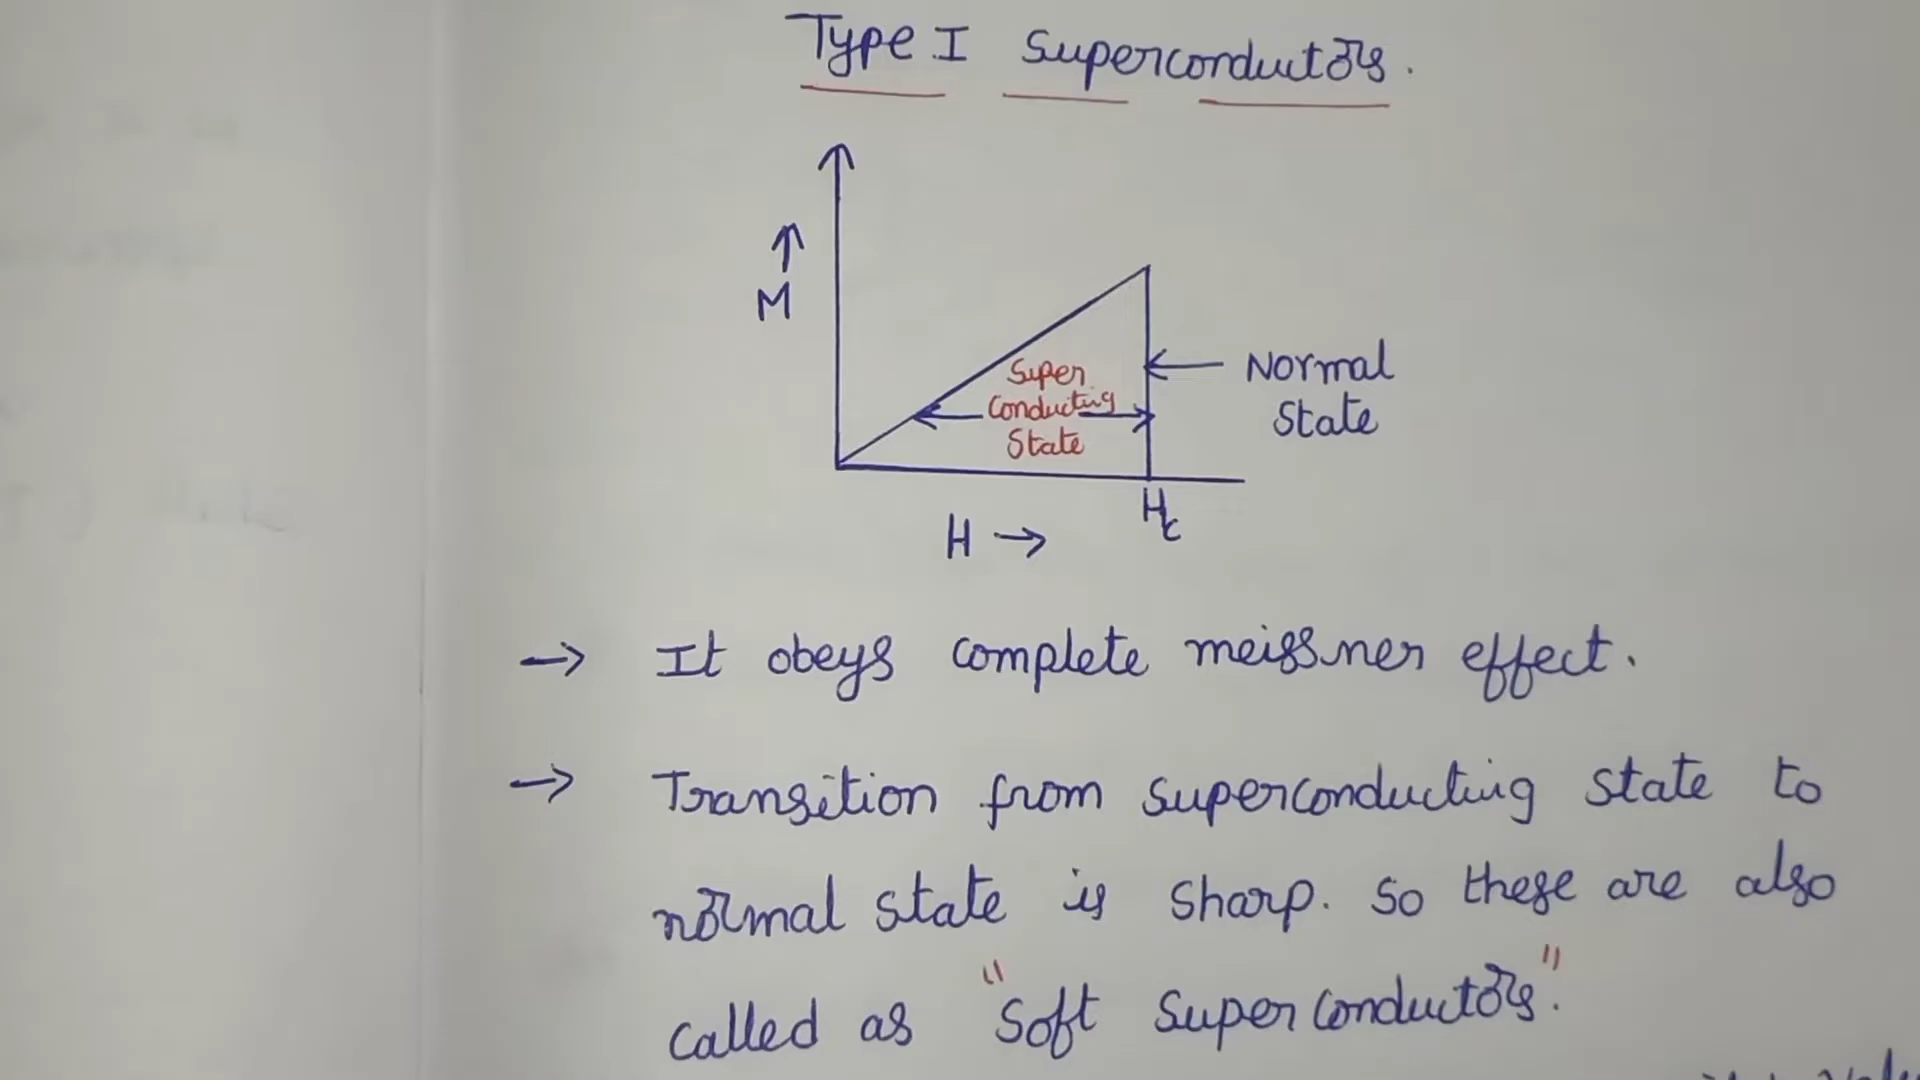 Type I Superconductors.
M
Super
Conducting
State
Normal
State
Hc
H →
→ It obeys complete meissner effect.
→ Transition from superconducting state to
normal state is sharp. So these are also
called as "Soft Superconductors".